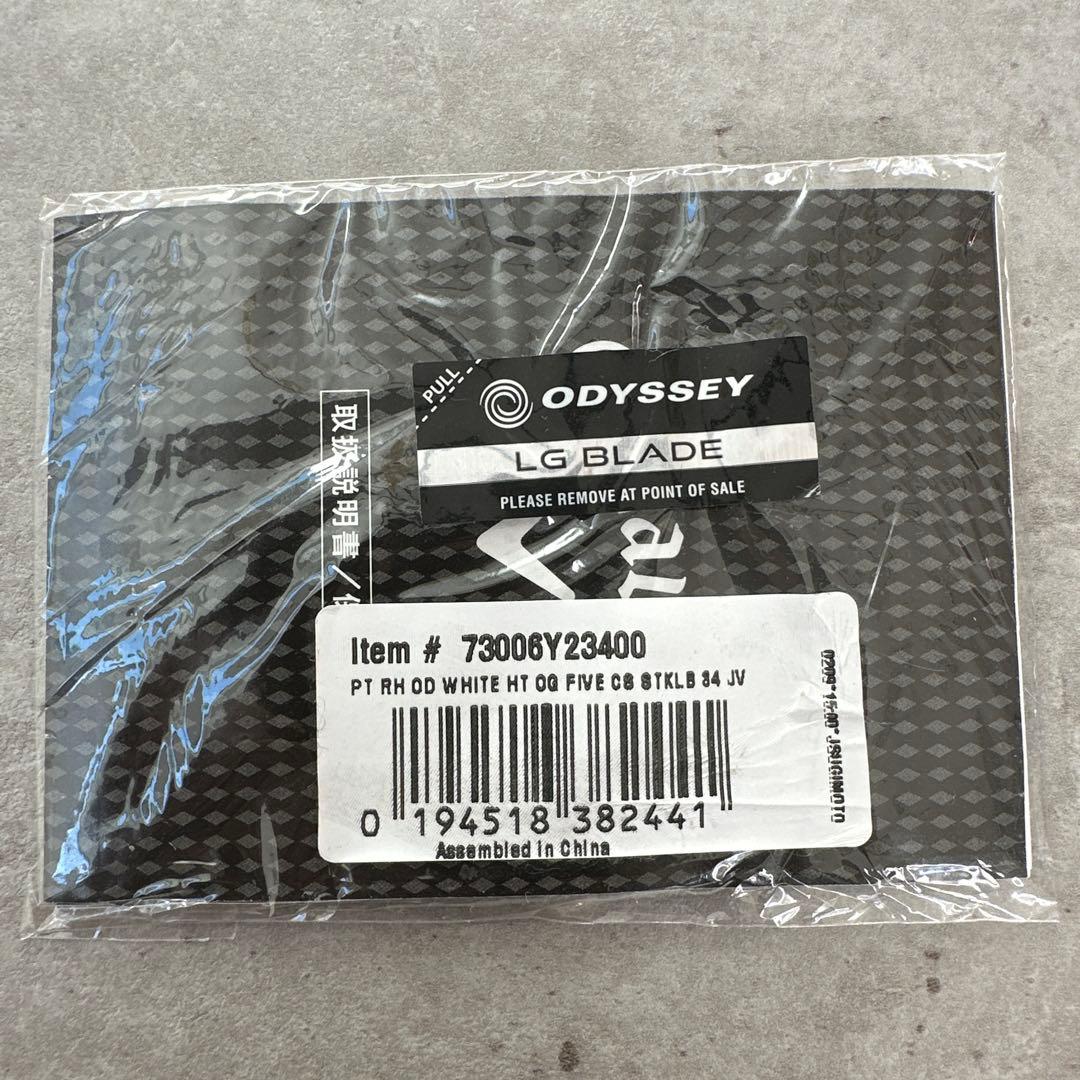 PULL
ODYSSEY
LG BLADE
PLEASE REMOVE AT POINT OF SALE
取扱説明書/
Item # 73006Y23400
PT RH OD WHITE HT OG FIVE CS STKLB 34 JV
0 194518 382441
Assembled in China